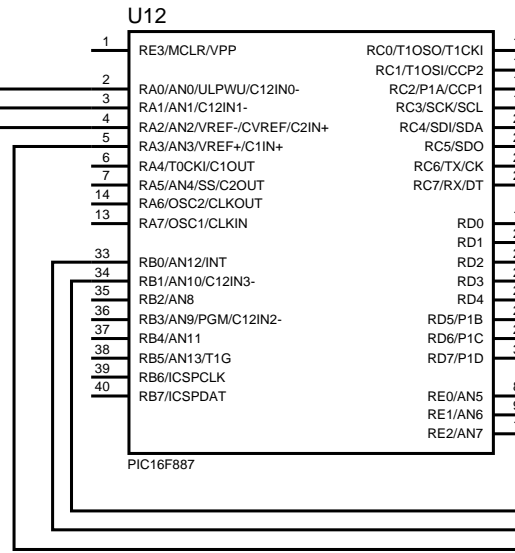 U12
1 RE3/MCLR/VPP RC0/T1OSO/T1CKI
RC1/T1OSI/CCP2
2 RA0/AN0/ULPWU/C12IN0- RC2/P1A/CCP1
3 RA1/AN1/C12IN1- RC3/SCK/SCL
4 RA2/AN2/VREF-/CVREF/C2IN+ RC4/SDI/SDA
5 RA3/AN3/VREF+/C1IN+ RC5/SDO
6 RA4/T0CKI/C1OUT RC6/TX/CK
7 RA5/AN4/SS/C2OUT RC7/RX/DT
14 RA6/OSC2/CLKOUT
13 RA7/OSC1/CLKIN RD0
RD1
33 RB0/AN12/INT RD2
34 RB1/AN10/C12IN3- RD3
35 RB2/AN8 RD4
36 RB3/AN9/PGM/C12IN2- RD5/P1B
37 RB4/AN11 RD6/P1C
38 RB5/AN13/T1G RD7/P1D
39 RB6/ICSPCLK
40 RB7/ICSPDAT RE0/AN5
RE1/AN6
RE2/AN7
PIC16F887